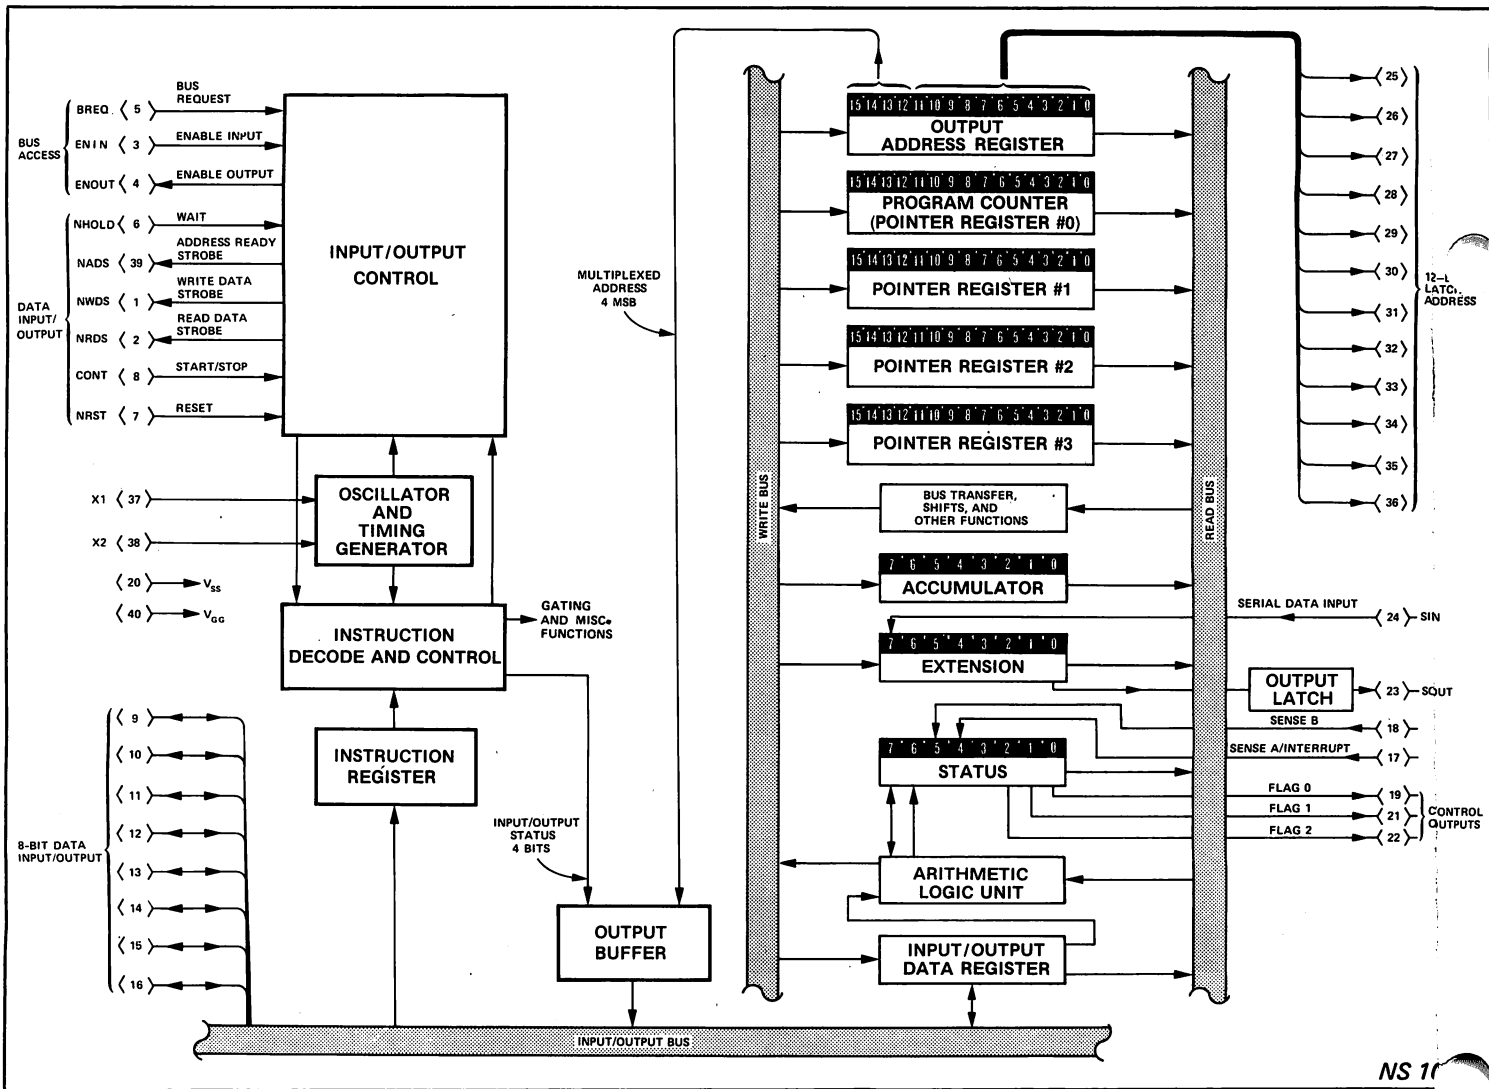 BUS
ACCESS
BREQ 5 BUS
REQUEST
ENIN 3 ENABLE INPUT
ENOUT 4 ENABLE OUTPUT
DATA
INPUT/
OUTPUT
NHOLD 6 WAIT
NADS 39 ADDRESS READY
STROBE
NWDS 1 WRITE DATA
STROBE
NRDS 2 READ DATA
STROBE
CONT 8 START/STOP
NRST 7 RESET
INPUT/OUTPUT
CONTROL
X1 37
X2 38
20 VSS
40 VGG
OSCILLATOR
AND
TIMING
GENERATOR
INSTRUCTION
DECODE AND CONTROL
GATING
AND MISC.
FUNCTIONS
INSTRUCTION
REGISTER
8-BIT DATA
INPUT/OUTPUT
9
10
11
12
13
14
15
16
INPUT/OUTPUT
STATUS
4 BITS
MULTIPLEXED
ADDRESS
4 MSB
OUTPUT
BUFFER
INPUT/OUTPUT BUS
WRITE BUS
15 14 13 12 11 10 9 8 7 6 5 4 3 2 1 0
OUTPUT
ADDRESS REGISTER
15 14 13 12 11 10 9 8 7 6 5 4 3 2 1 0
PROGRAM COUNTER
(POINTER REGISTER #0)
15 14 13 12 11 10 9 8 7 6 5 4 3 2 1 0
POINTER REGISTER #1
15 14 13 12 11 10 9 8 7 6 5 4 3 2 1 0
POINTER REGISTER #2
15 14 13 12 11 10 9 8 7 6 5 4 3 2 1 0
POINTER REGISTER #3
BUS TRANSFER,
SHIFTS, AND
OTHER FUNCTIONS
7 6 5 4 3 2 1 0
ACCUMULATOR
7 6 5 4 3 2 1 0
EXTENSION
7 6 5 4 3 2 1 0
STATUS
ARITHMETIC
LOGIC UNIT
INPUT/OUTPUT
DATA REGISTER
READ BUS
25
26
27
28
29
30
31
32
33
34
35
36
LATCH
ADDRESS
SERIAL DATA INPUT 24 SIN
OUTPUT
LATCH
23 SOUT
SENSE B 18
SENSE A/INTERRUPT 17
FLAG 0 19
FLAG 1 21
FLAG 2 22
CONTROL
OUTPUTS
NS